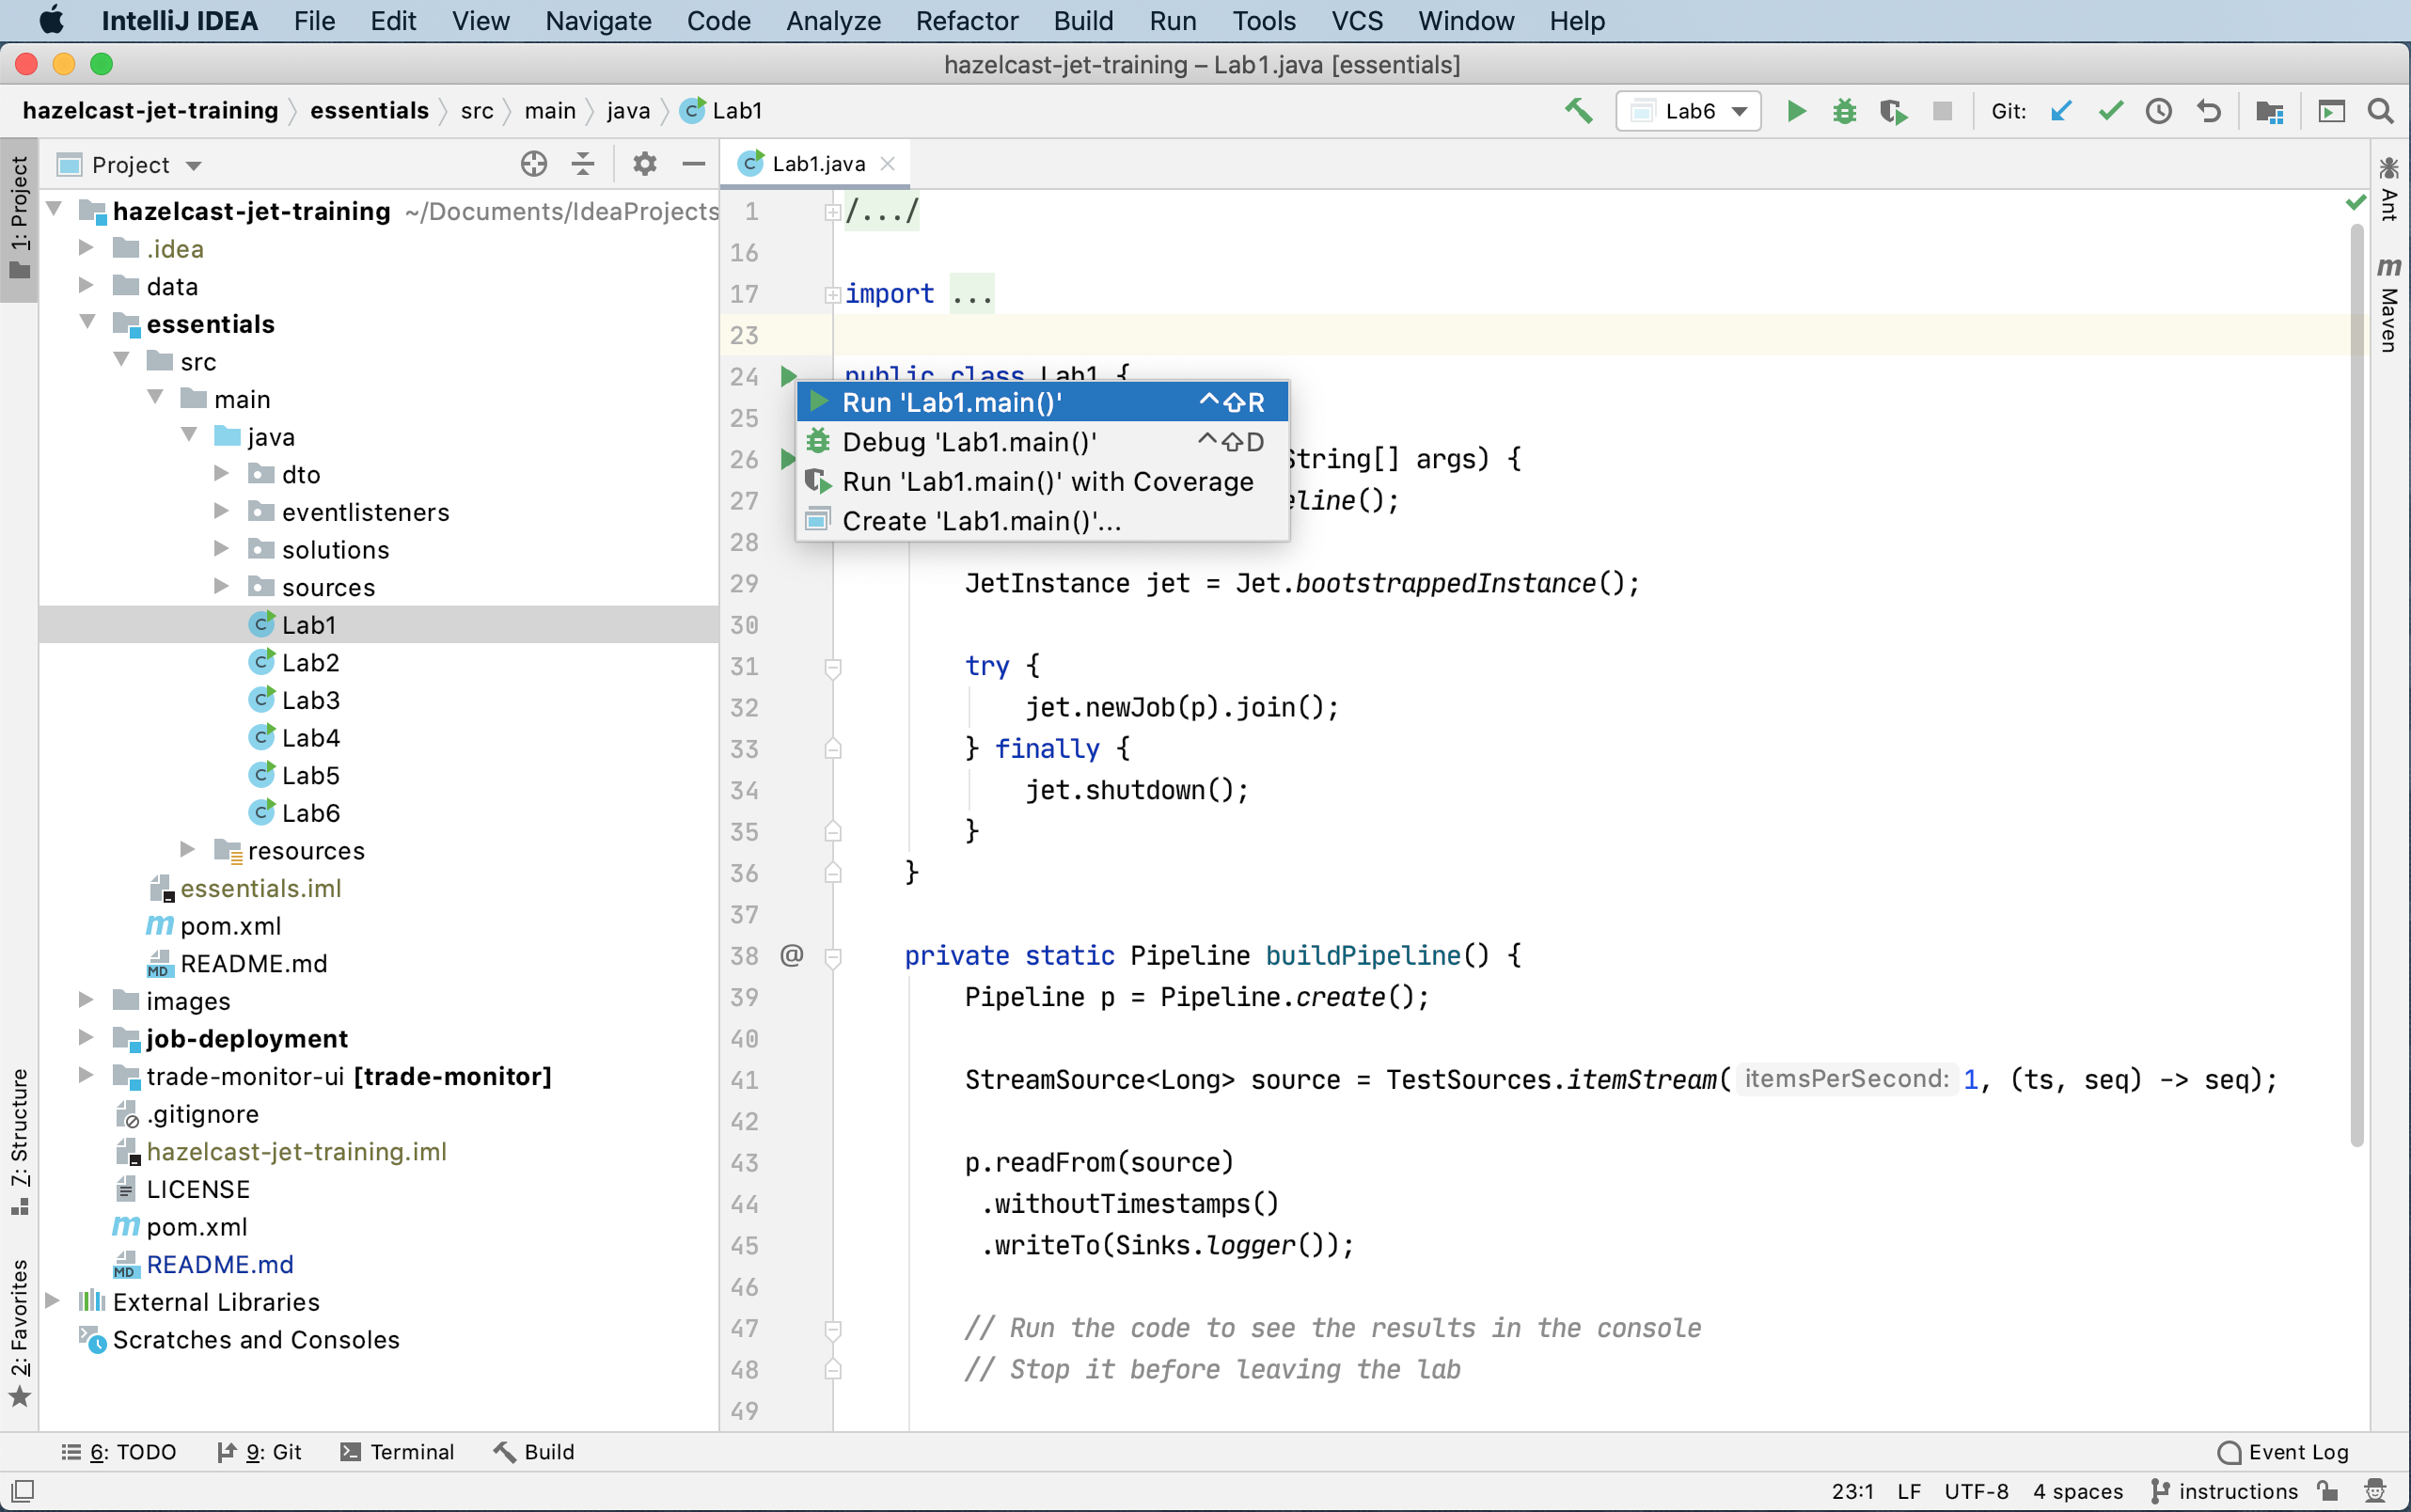 IntelliJ IDEA File Edit View Navigate Code Analyze Refactor Build Run Tools VCS Window Help
hazelcast-jet-training – Lab1.java [essentials]
hazelcast-jet-training essentials src main java Lab1
Lab6 Git:
1: Project
7: Structure
2: Favorites
Project
hazelcast-jet-training ~/Documents/IdeaProjects
.idea
data
essentials
src
main
java
dto
eventlisteners
solutions
sources
Lab1
Lab2
Lab3
Lab4
Lab5
Lab6
resources
essentials.iml
pom.xml
README.md
images
job-deployment
trade-monitor-ui [trade-monitor]
.gitignore
hazelcast-jet-training.iml
LICENSE
pom.xml
README.md
External Libraries
Scratches and Consoles
Lab1.java
1 /.../
16
17 import ...
23
24 public class Lab1 {
25
26 String[] args) {
27 eline();
28
29 JetInstance jet = Jet.bootstrappedInstance();
30
31 try {
32 jet.newJob(p).join();
33 } finally {
34 jet.shutdown();
35 }
36 }
37
38 @ private static Pipeline buildPipeline() {
39 Pipeline p = Pipeline.create();
40
41 StreamSource<Long> source = TestSources.itemStream( itemsPerSecond: 1, (ts, seq) -> seq);
42
43 p.readFrom(source)
44 .withoutTimestamps()
45 .writeTo(Sinks.logger());
46
47 // Run the code to see the results in the console
48 // Stop it before leaving the lab
49
Run 'Lab1.main()' ⌃⇧R
Debug 'Lab1.main()' ⌃⇧D
Run 'Lab1.main()' with Coverage
Create 'Lab1.main()'...
Ant
Maven
6: TODO 9: Git Terminal Build Event Log
23:1 LF UTF-8 4 spaces instructions